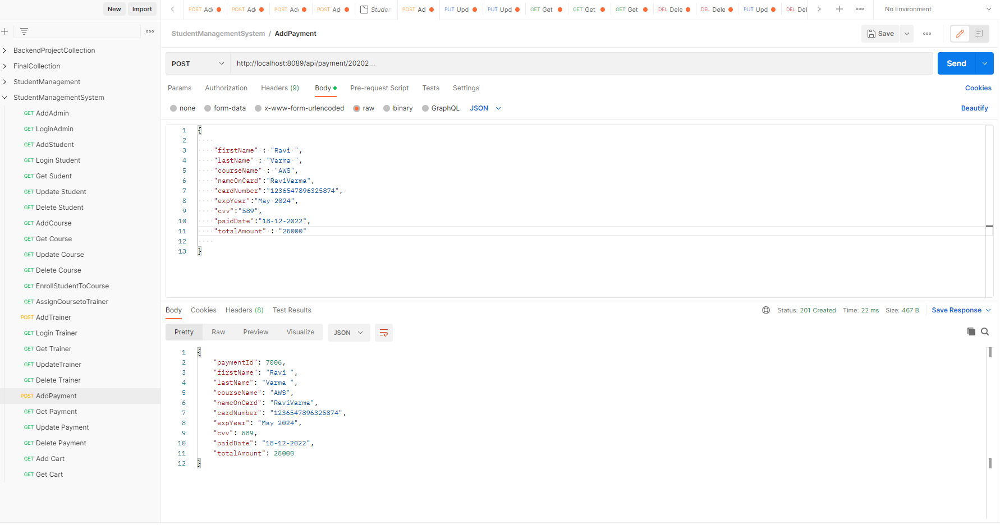 New Import
POST Adc POST Adc POST Adc POST Adc Studen POST Ad PUT Upd PUT Upd GET Get GET Get GET Get DEL Dele DEL Dele PUT Upd DEL Del No Environment
StudentManagementSystem / AddPayment Save
BackendProjectCollection
FinalCollection
StudentManagement
StudentManagementSystem
GET AddAdmin
GET LoginAdmin
GET AddStudent
GET Login Student
GET Get Sudent
GET Update Student
GET Delete Student
GET AddCourse
GET Get Course
GET Update Course
GET Delete Course
GET EnrollStudentToCourse
GET AssignCoursetoTrainer
POST AddTrainer
GET Login Trainer
GET Get Trainer
GET UpdateTrainer
GET Delete Trainer
POST AddPayment
GET Get Payment
GET Update Payment
GET Delete Payment
GET Add Cart
GET Get Cart
POST http://localhost:8089/api/payment/20202 ... Send
Params Authorization Headers (9) Body Pre-request Script Tests Settings Cookies
none form-data x-www-form-urlencoded raw binary GraphQL JSON Beautify
1 {
2
3 "firstName" : "Ravi ",
4 "lastName" : "Varma ",
5 "courseName" : "AWS",
6 "nameOnCard":"RaviVarma",
7 "cardNumber":"1236547896325874",
8 "expYear":"May 2024",
9 "cvv":"589",
10 "paidDate":"18-12-2022",
11 "totalAmount" : "25000"
12
13 }
Body Cookies Headers (8) Test Results Status: 201 Created Time: 22 ms Size: 467 B Save Response
Pretty Raw Preview Visualize JSON
1 {
2 "paymentId": 7006,
3 "firstName": "Ravi ",
4 "lastName": "Varma ",
5 "courseName": "AWS",
6 "nameOnCard": "RaviVarma",
7 "cardNumber": "1236547896325874",
8 "expYear": "May 2024",
9 "cvv": 589,
10 "paidDate": "18-12-2022",
11 "totalAmount": 25000
12 }